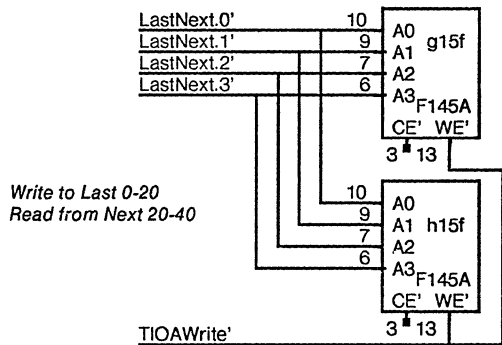 LastNext.0' 10 A0 g15f
LastNext.1' 9 A1
LastNext.2' 7 A2
LastNext.3' 6 A3 F145A
CE' WE'
3 13
Write to Last 0-20
Read from Next 20-40
10 A0
9 A1 h15f
7 A2
6 A3 F145A
CE' WE'
3 13
TIOAWrite'